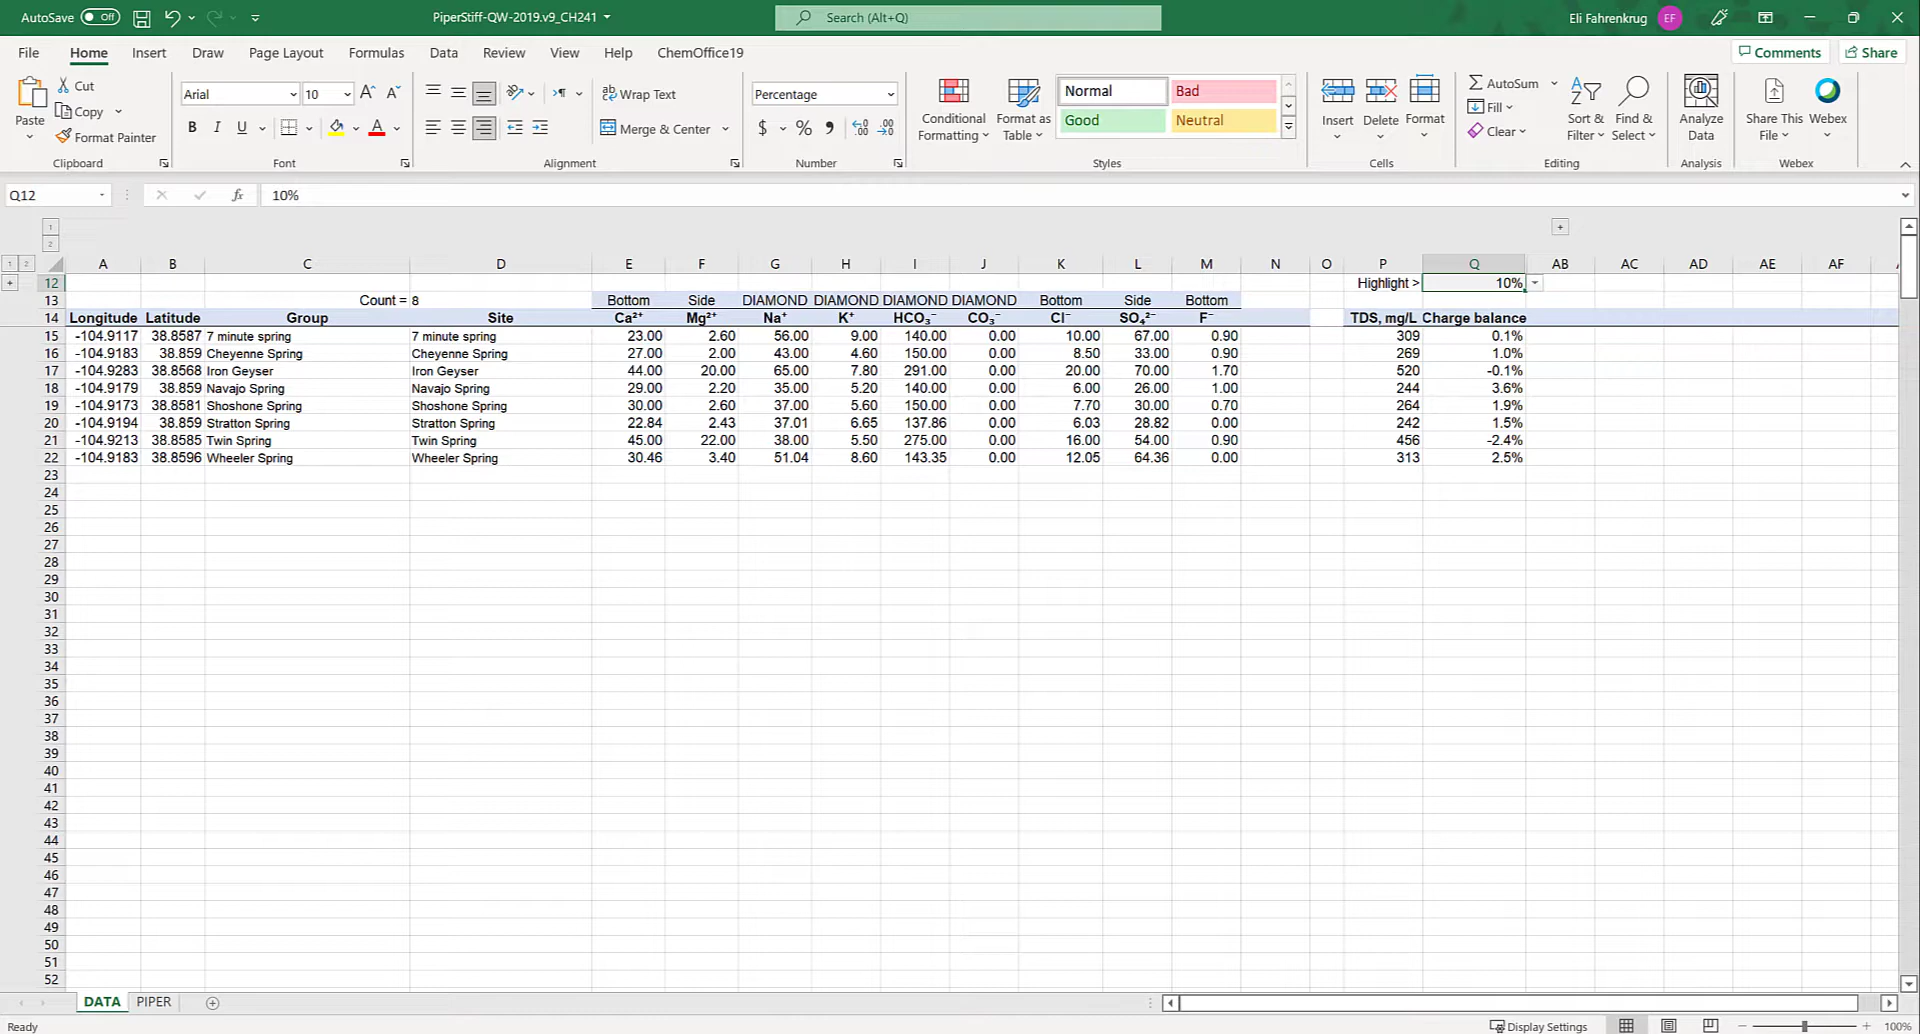 AutoSave Off PiperStiff-QW-2019.v9_CH241 Search (Alt+Q) Eli Fahrenkrug EF
File Home Insert Draw Page Layout Formulas Data Review View Help ChemOffice19 Comments Share
Paste Cut Copy Format Painter Clipboard
Arial 10 B I U Font
Wrap Text Merge & Center Alignment
Percentage $ % Number
Conditional Formatting Format as Table Normal Bad Good Neutral Styles
Insert Delete Format Cells
AutoSum Fill Clear Sort & Filter Find & Select Editing
Analyze Data Analysis
Share This File Webex Webex
Q12 fx 10%
1
2
1 2 A B C D E F G H I J K L M N O P Q AB AC AD AE AF
12 Highlight > 10%
13 Count = 8 Bottom Side DIAMOND DIAMOND DIAMOND DIAMOND Bottom Side Bottom
14 Longitude Latitude Group Site Ca²⁺ Mg²⁺ Na⁺ K⁺ HCO₃⁻ CO₃⁻ Cl⁻ SO₄²⁻ F⁻ TDS, mg/L Charge balance
15 -104.9117 38.8587 7 minute spring 7 minute spring 23.00 2.60 56.00 9.00 140.00 0.00 10.00 67.00 0.90 309 0.1%
16 -104.9183 38.859 Cheyenne Spring Cheyenne Spring 27.00 2.00 43.00 4.60 150.00 0.00 8.50 33.00 0.90 269 1.0%
17 -104.9283 38.8568 Iron Geyser Iron Geyser 44.00 20.00 65.00 7.80 291.00 0.00 20.00 70.00 1.70 520 -0.1%
18 -104.9179 38.859 Navajo Spring Navajo Spring 29.00 2.20 35.00 5.20 140.00 0.00 6.00 26.00 1.00 244 3.6%
19 -104.9173 38.8581 Shoshone Spring Shoshone Spring 30.00 2.60 37.00 5.60 150.00 0.00 7.70 30.00 0.70 264 1.9%
20 -104.9194 38.859 Stratton Spring Stratton Spring 22.84 2.43 37.01 6.65 137.86 0.00 6.03 28.82 0.00 242 1.5%
21 -104.9213 38.8585 Twin Spring Twin Spring 45.00 22.00 38.00 5.50 275.00 0.00 16.00 54.00 0.90 456 -2.4%
22 -104.9183 38.8596 Wheeler Spring Wheeler Spring 30.46 3.40 51.04 8.60 143.35 0.00 12.05 64.36 0.00 313 2.5%
23
24
25
26
27
28
29
30
31
32
33
34
35
36
37
38
39
40
41
42
43
44
45
46
47
48
49
50
51
52
DATA PIPER
Ready Display Settings 100%